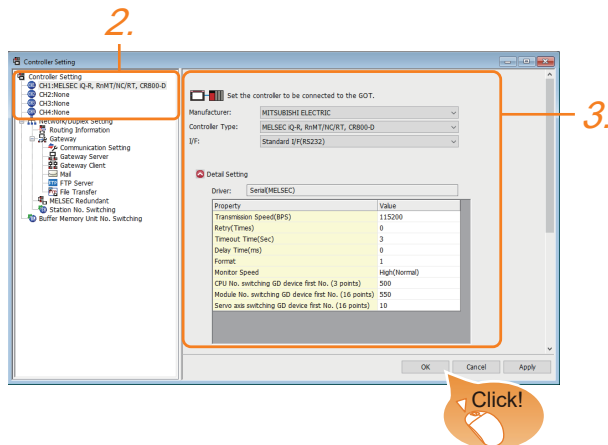 2.
Controller Setting
Controller Setting
CH1:MELSEC iQ-R, RnMT/NC/RT, CR800-D
CH2:None
CH3:None
CH4:None
Network/Duplex Setting
Routing Information
Gateway
Communication Setting
Gateway Server
Gateway Client
Mail
FTP Server
File Transfer
MELSEC Redundant
Station No. Switching
Buffer Memory Unit No. Switching
Set the controller to be connected to the GOT.
Manufacturer: MITSUBISHI ELECTRIC
Controller Type: MELSEC iQ-R, RnMT/NC/RT, CR800-D
I/F: Standard I/F(RS232)
3.
Detail Setting
Driver: Serial(MELSEC)
Property Value
Transmission Speed(BPS) 115200
Retry(Times) 0
Timeout Time(Sec) 3
Delay Time(ms) 0
Format 1
Monitor Speed High(Normal)
CPU No. switching GD device first No. (3 points) 500
Module No. switching GD device first No. (16 points) 550
Servo axis switching GD device first No. (16 points) 10
OK Cancel Apply
Click!